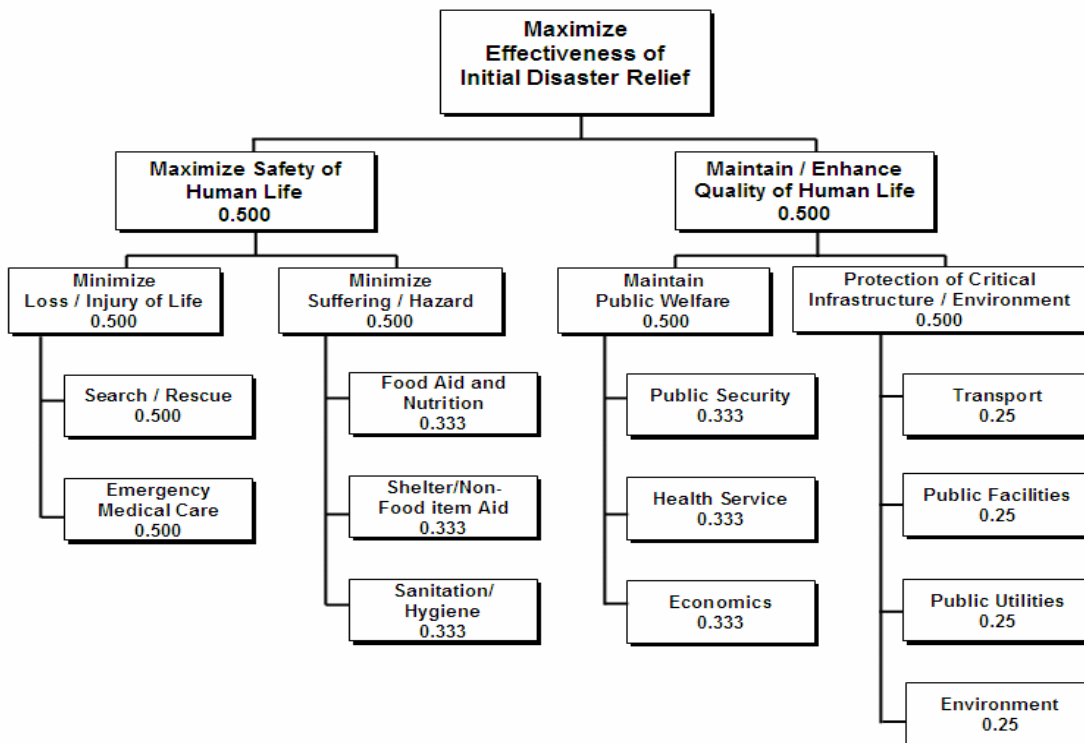 Maximize
Effectiveness of
Initial Disaster Relief
Maximize Safety of
Human Life
0.500
Maintain / Enhance
Quality of Human Life
0.500
Minimize
Loss / Injury of Life
0.500
Minimize
Suffering / Hazard
0.500
Maintain
Public Welfare
0.500
Protection of Critical
Infrastructure / Environment
0.500
Search / Rescue
0.500
Emergency
Medical Care
0.500
Food Aid and
Nutrition
0.333
Shelter/Non-
Food item Aid
0.333
Sanitation/
Hygiene
0.333
Public Security
0.333
Health Service
0.333
Economics
0.333
Transport
0.25
Public Facilities
0.25
Public Utilities
0.25
Environment
0.25